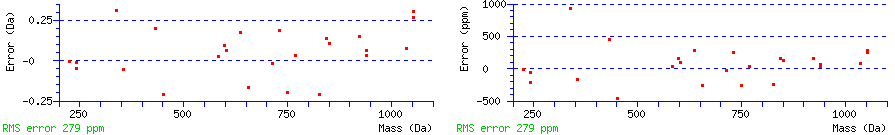 0.25
-0
-0.25
Error (Da)
250
500
750
1000
RMS error 279 ppm
Mass (Da)
1000
500
0
-500
Error (ppm)
250
500
750
1000
RMS error 279 ppm
Mass (Da)